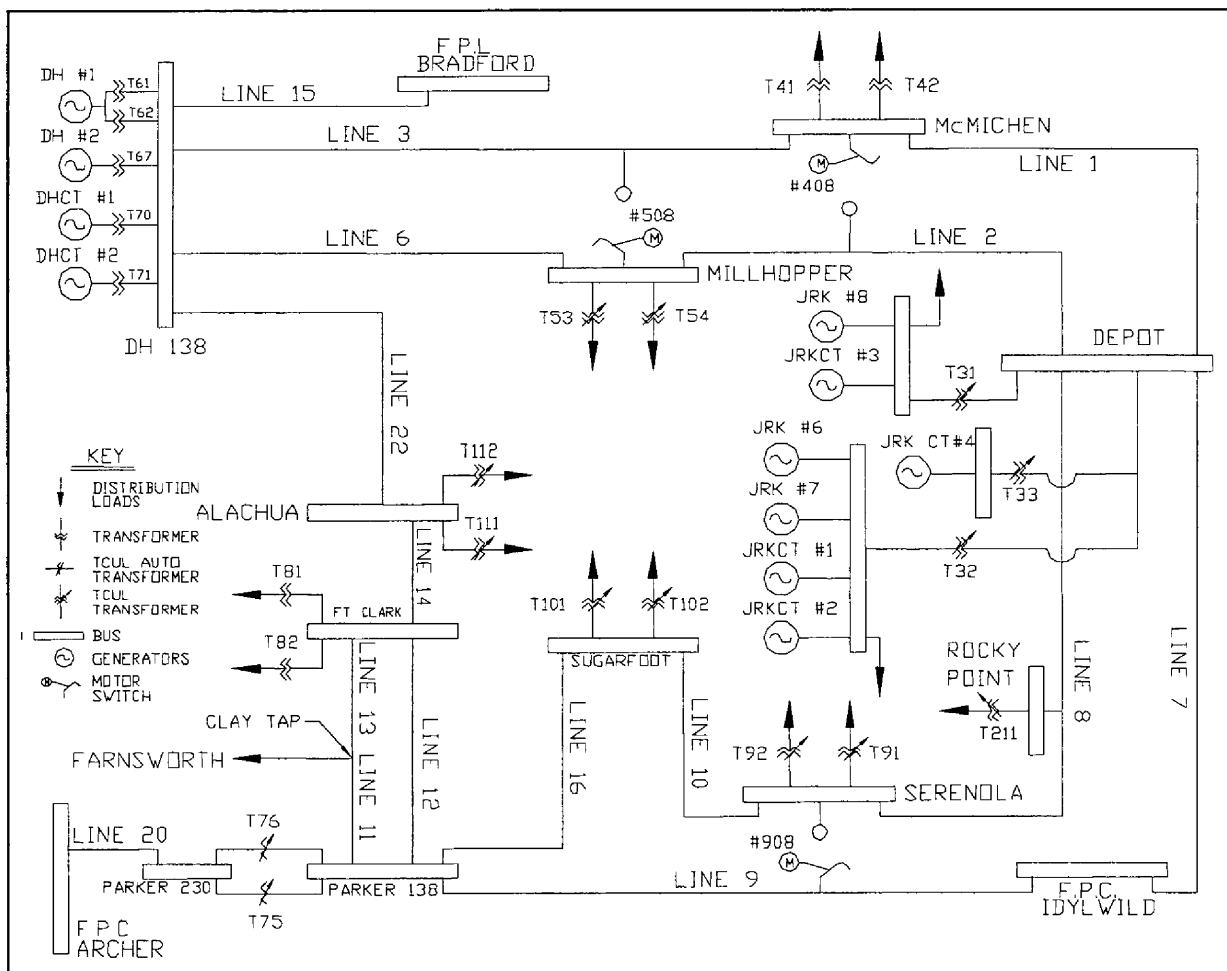 F.P.L
BRADFORD
DH #1
T61
T62
LINE 15
T41
T42
DH #2
T67
LINE 3
McMICHEN
LINE 1
#408
DHCT #1
T70
#508
DHCT #2
T71
LINE 6
LINE 2
MILLHOPPER
DH 138
T53
T54
JRK #8
JRKCT #3
DEPOT
T31
LINE 22
JRK #6
JRK CT#4
T33
JRK #7
T32
JRKCT #1
JRKCT #2
KEY
DISTRIBUTION
LOADS
TRANSFORMER
TCUL AUTO
TRANSFORMER
TCUL
TRANSFORMER
BUS
GENERATORS
M
MOTOR
SWITCH
T112
ALACHUA
T111
LINE 14
T81
FT CLARK
T82
T101
T102
SUGARFOOT
LINE 13
CLAY TAP
FARNSWORTH
LINE 11
LINE 12
LINE 16
LINE 10
ROCKY
POINT
T211
LINE 8
LINE 7
T92
T91
SERENOLA
#908
M
LINE 20
T76
PARKER 230
T75
PARKER 138
LINE 9
F.P.C.
IDYLWILD
F P C
ARCHER
M
M